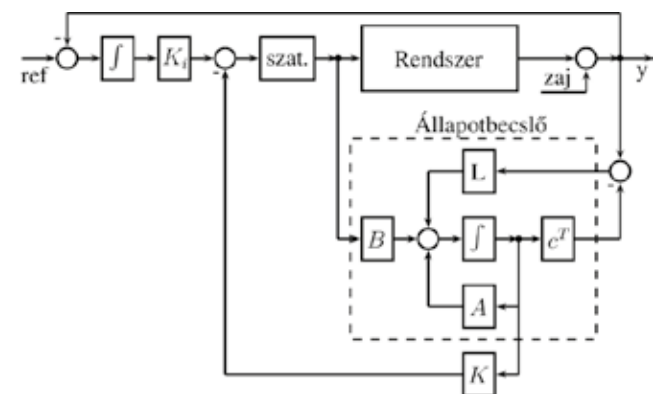 -
ref
∫
K_i
-
szat.
Rendszer
zaj
y
Állapotbecslő
L
-
B
∫
c^T
A
K